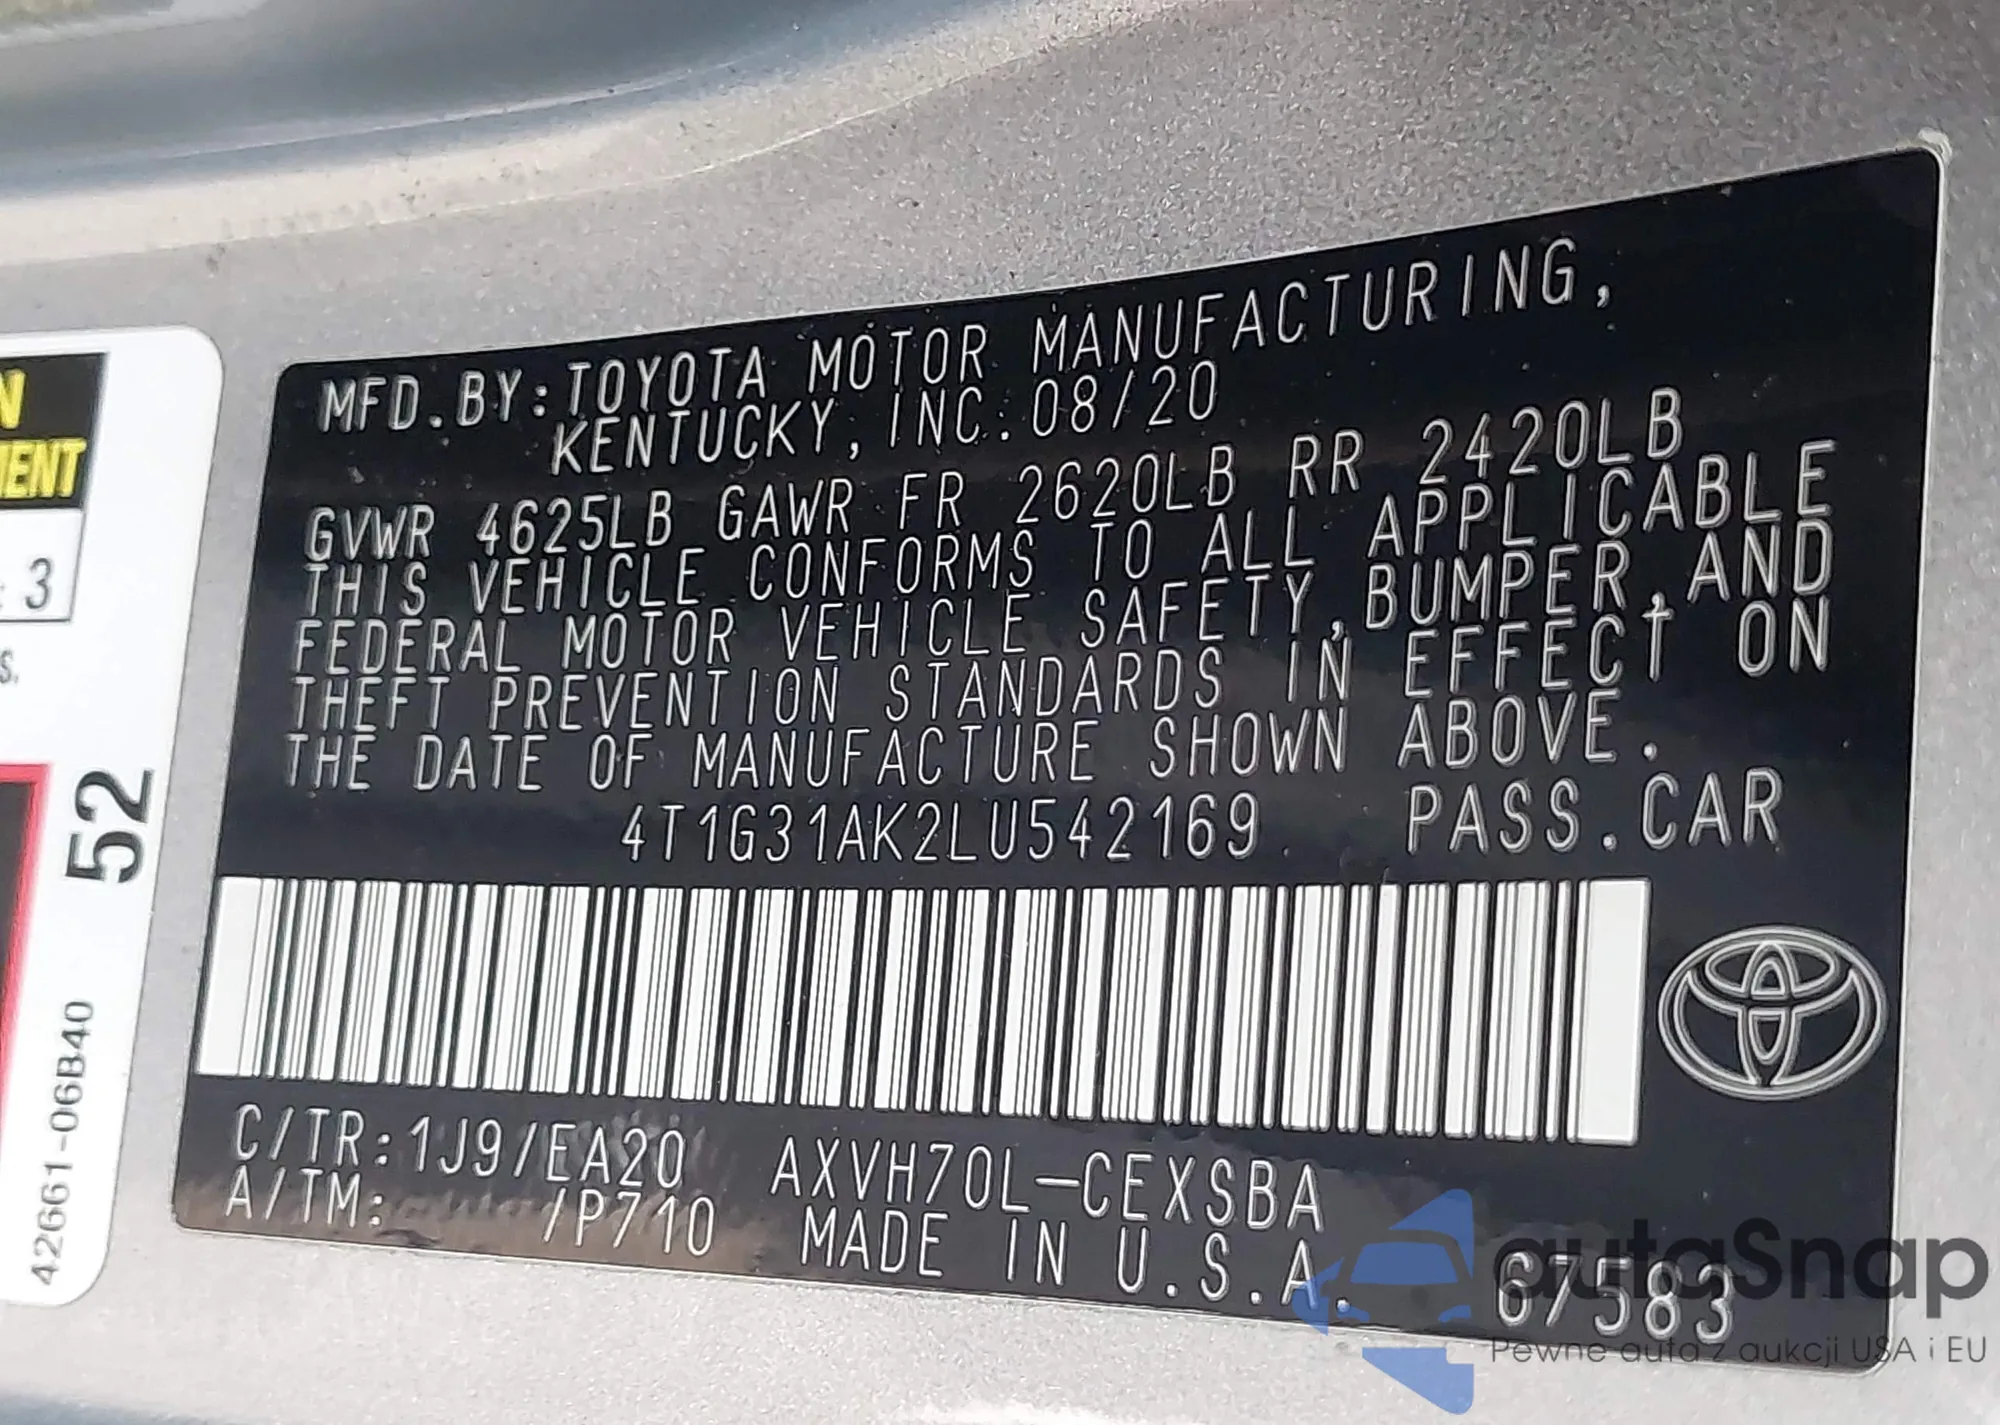 N
MENT
: 3
s.
52
42661-06B40
MFD.BY:TOYOTA MOTOR MANUFACTURING,
KENTUCKY, INC. 08/20
GVWR 4625LB GAWR FR 2620LB RR 2420LB
THIS VEHICLE CONFORMS TO ALL APPLICABLE
FEDERAL MOTOR VEHICLE SAFETY,BUMPER,AND
THEFT PREVENTION STANDARDS IN EFFECT ON
THE DATE OF MANUFACTURE SHOWN ABOVE.
4T1G31AK2LU542169 PASS.CAR
C/TR:1J9/EA20 AXVH70L-CEXSBA
A/TM: /P710 MADE IN U.S.A. 67583
autaSnap
Pewne auta z aukcji USA i EU